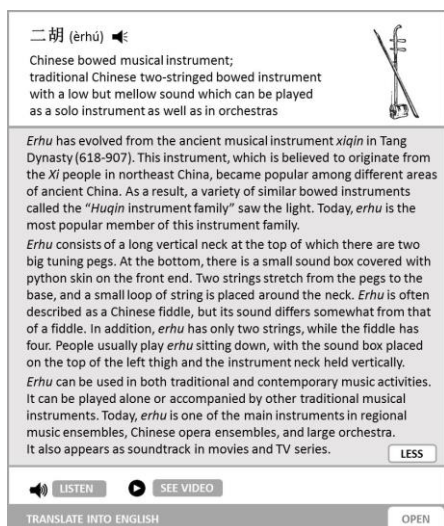 二胡 (èrhú)
Chinese bowed musical instrument;
traditional Chinese two-stringed bowed instrument
with a low but mellow sound which can be played
as a solo instrument as well as in orchestras
Erhu has evolved from the ancient musical instrument xiqin in Tang
Dynasty (618-907). This instrument, which is believed to originate from
the Xi people in northeast China, became popular among different areas
of ancient China. As a result, a variety of similar bowed instruments
called the “Huqin instrument family” saw the light. Today, erhu is the
most popular member of this instrument family.
Erhu consists of a long vertical neck at the top of which there are two
big tuning pegs. At the bottom, there is a small sound box covered with
python skin on the front end. Two strings stretch from the pegs to the
base, and a small loop of string is placed around the neck. Erhu is often
described as a Chinese fiddle, but its sound differs somewhat from that
of a fiddle. In addition, erhu has only two strings, while the fiddle has
four. People usually play erhu sitting down, with the sound box placed
on the top of the left thigh and the instrument neck held vertically.
Erhu can be used in both traditional and contemporary music activities.
It can be played alone or accompanied by other traditional musical
instruments. Today, erhu is one of the main instruments in regional
music ensembles, Chinese opera ensembles, and large orchestra.
It also appears as soundtrack in movies and TV series.
LESS
LISTEN
SEE VIDEO
TRANSLATE INTO ENGLISH
OPEN